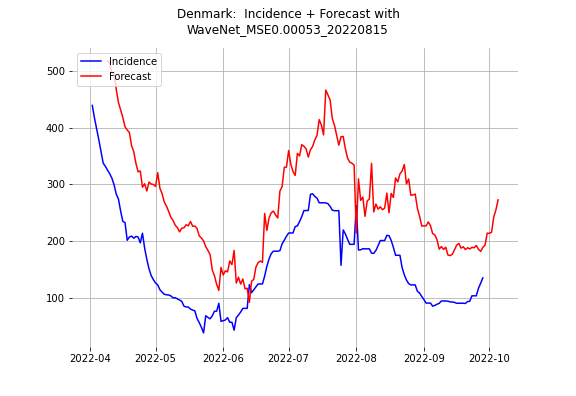 Denmark:  Incidence + Forecast with
WaveNet_MSE0.00053_20220815
Incidence
Forecast
500
400
300
200
100
2022-04 2022-05 2022-06 2022-07 2022-08 2022-09 2022-10